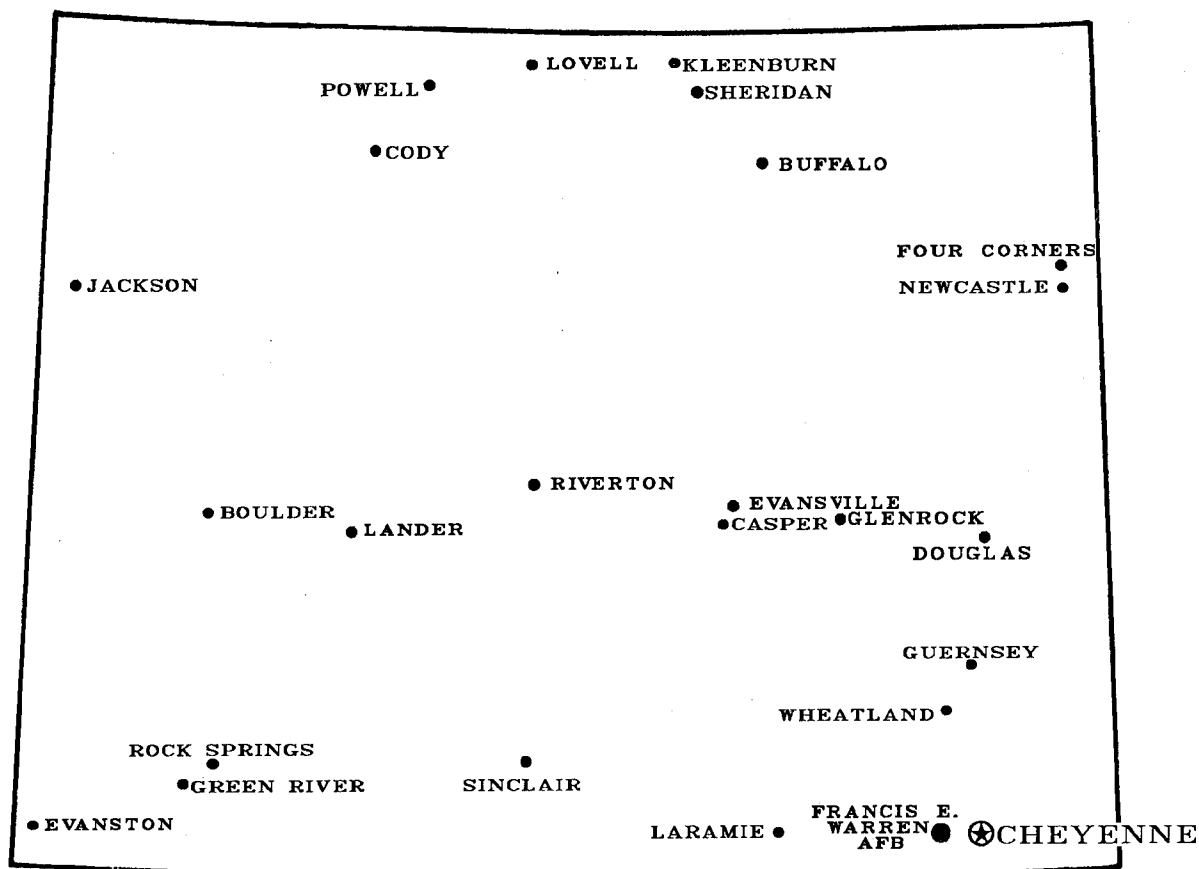 LOVELL
KLEENBURN
POWELL
SHERIDAN
CODY
BUFFALO
FOUR CORNERS
JACKSON
NEWCASTLE
RIVERTON
EVANSVILLE
BOULDER
GLENROCK
CASPER
LANDER
DOUGLAS
GUERNSEY
WHEATLAND
ROCK SPRINGS
GREEN RIVER
SINCLAIR
EVANSTON
LARAMIE
FRANCIS E.
WARREN
AFB
CHEYENNE